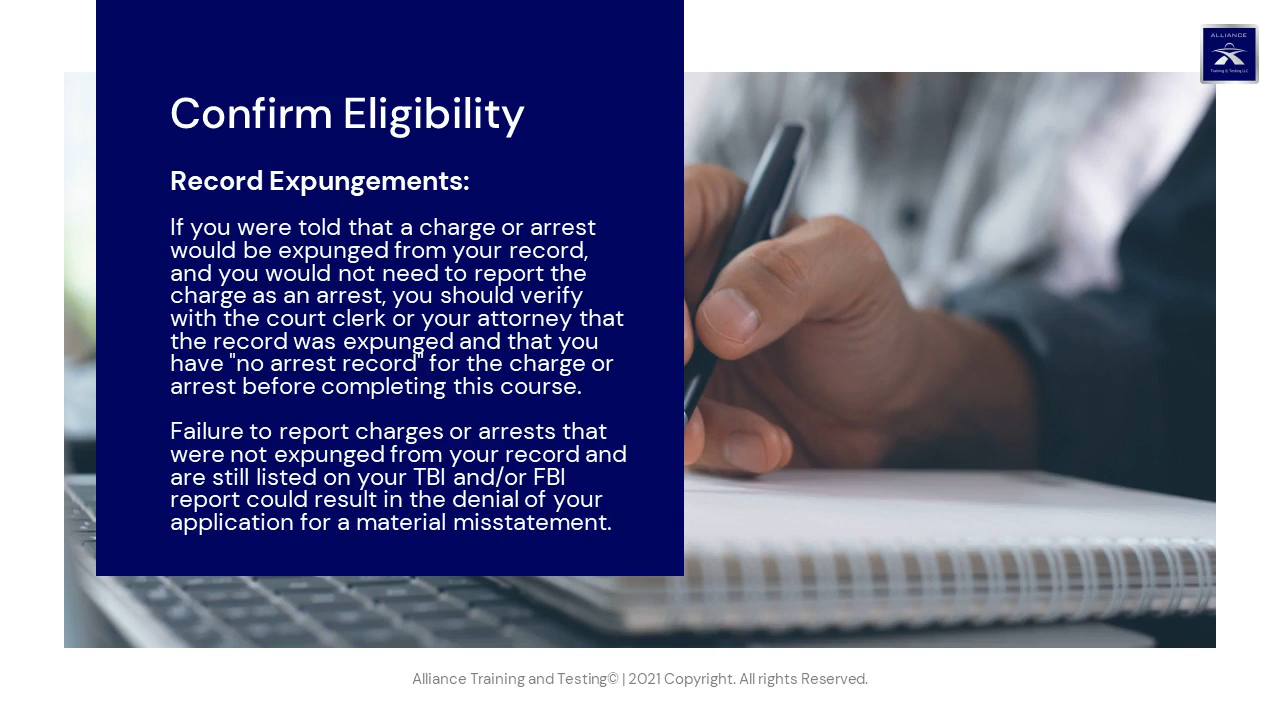 ALLIANCE
Training & Testing LLC
Confirm Eligibility
Record Expungements:
If you were told that a charge or arrest
would be expunged from your record,
and you would not need to report the
charge as an arrest, you should verify
with the court clerk or your attorney that
the record was expunged and that you
have "no arrest record" for the charge or
arrest before completing this course.
Failure to report charges or arrests that
were not expunged from your record and
are still listed on your TBI and/or FBI
report could result in the denial of your
application for a material misstatement.
Alliance Training and Testing© | 2021 Copyright. All rights Reserved.